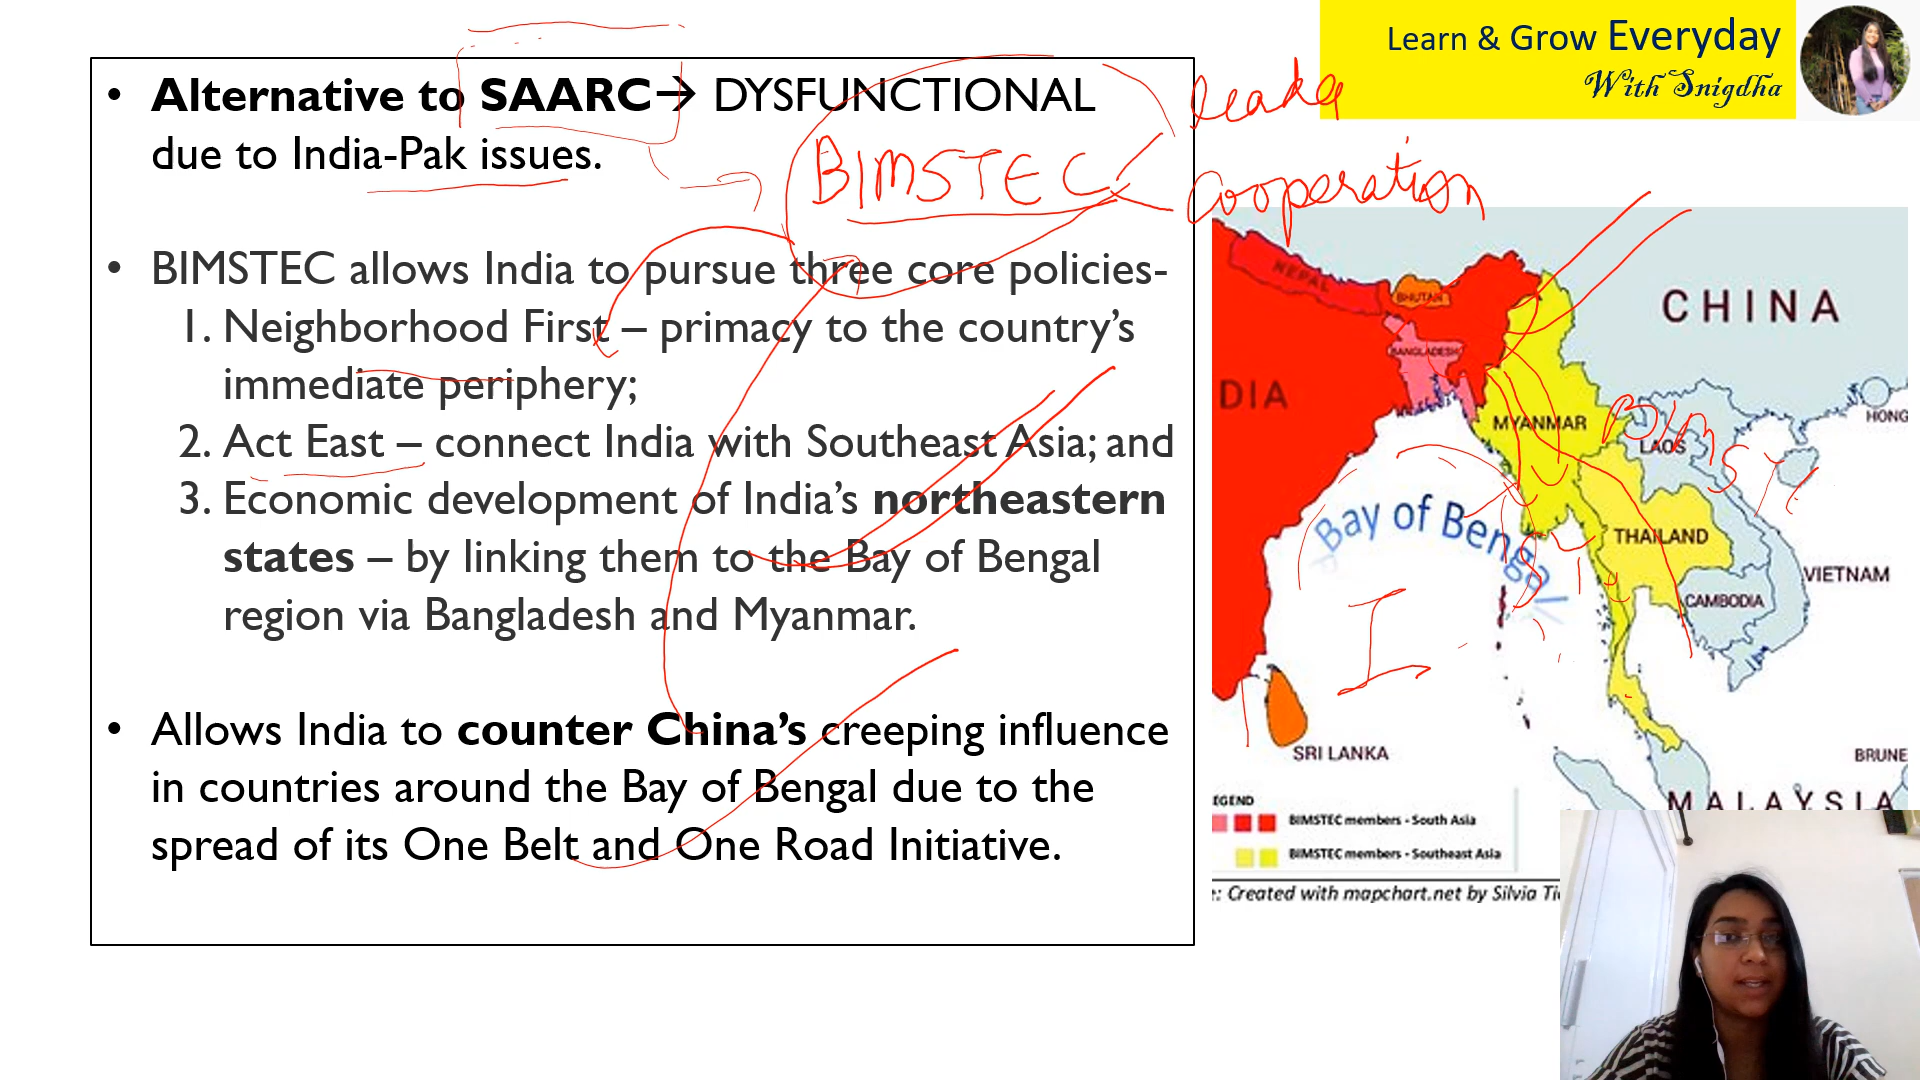 Learn & Grow Everyday
With Snigdha
• Alternative to SAARC→ DYSFUNCTIONAL
due to India-Pak issues.
BIMSTEC
Cooperation
• BIMSTEC allows India to pursue three core policies-
1. Neighborhood First – primacy to the country’s
immediate periphery;
2. Act East – connect India with Southeast Asia; and
3. Economic development of India’s northeastern
states – by linking them to the Bay of Bengal
region via Bangladesh and Myanmar.
• Allows India to counter China’s creeping influence
in countries around the Bay of Bengal due to the
spread of its One Belt and One Road Initiative.
NEPAL
BHUTAN
CHINA
BANGLADESH
DIA
MYANMAR
HONG
LAOS
Bay of Bengal
THAILAND
VIETNAM
CAMBODIA
I
SRI LANKA
BRUNE
MALAYSIA
EGEND
BIMSTEC members - South Asia
BIMSTEC members - Southeast Asia
: Created with mapchart.net by Silvia